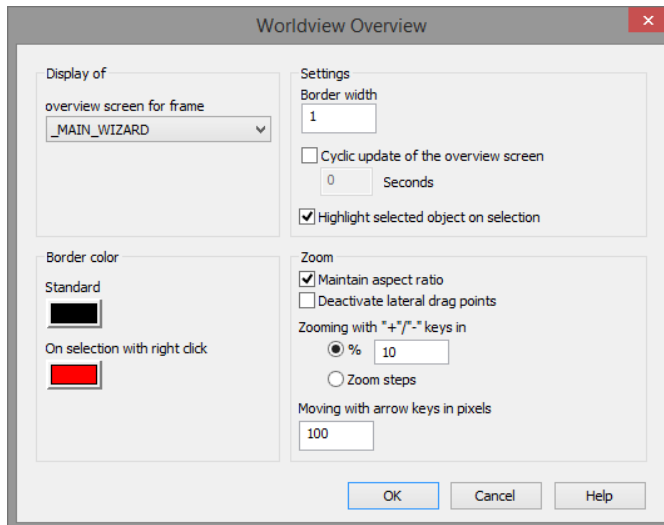 Worldview Overview
Display of
overview screen for frame
_MAIN_WIZARD
Settings
Border width
1
Cyclic update of the overview screen
0 Seconds
Highlight selected object on selection
Border color
Standard
On selection with right click
Zoom
Maintain aspect ratio
Deactivate lateral drag points
Zooming with "+"/"-" keys in
% 10
Zoom steps
Moving with arrow keys in pixels
100
OK Cancel Help